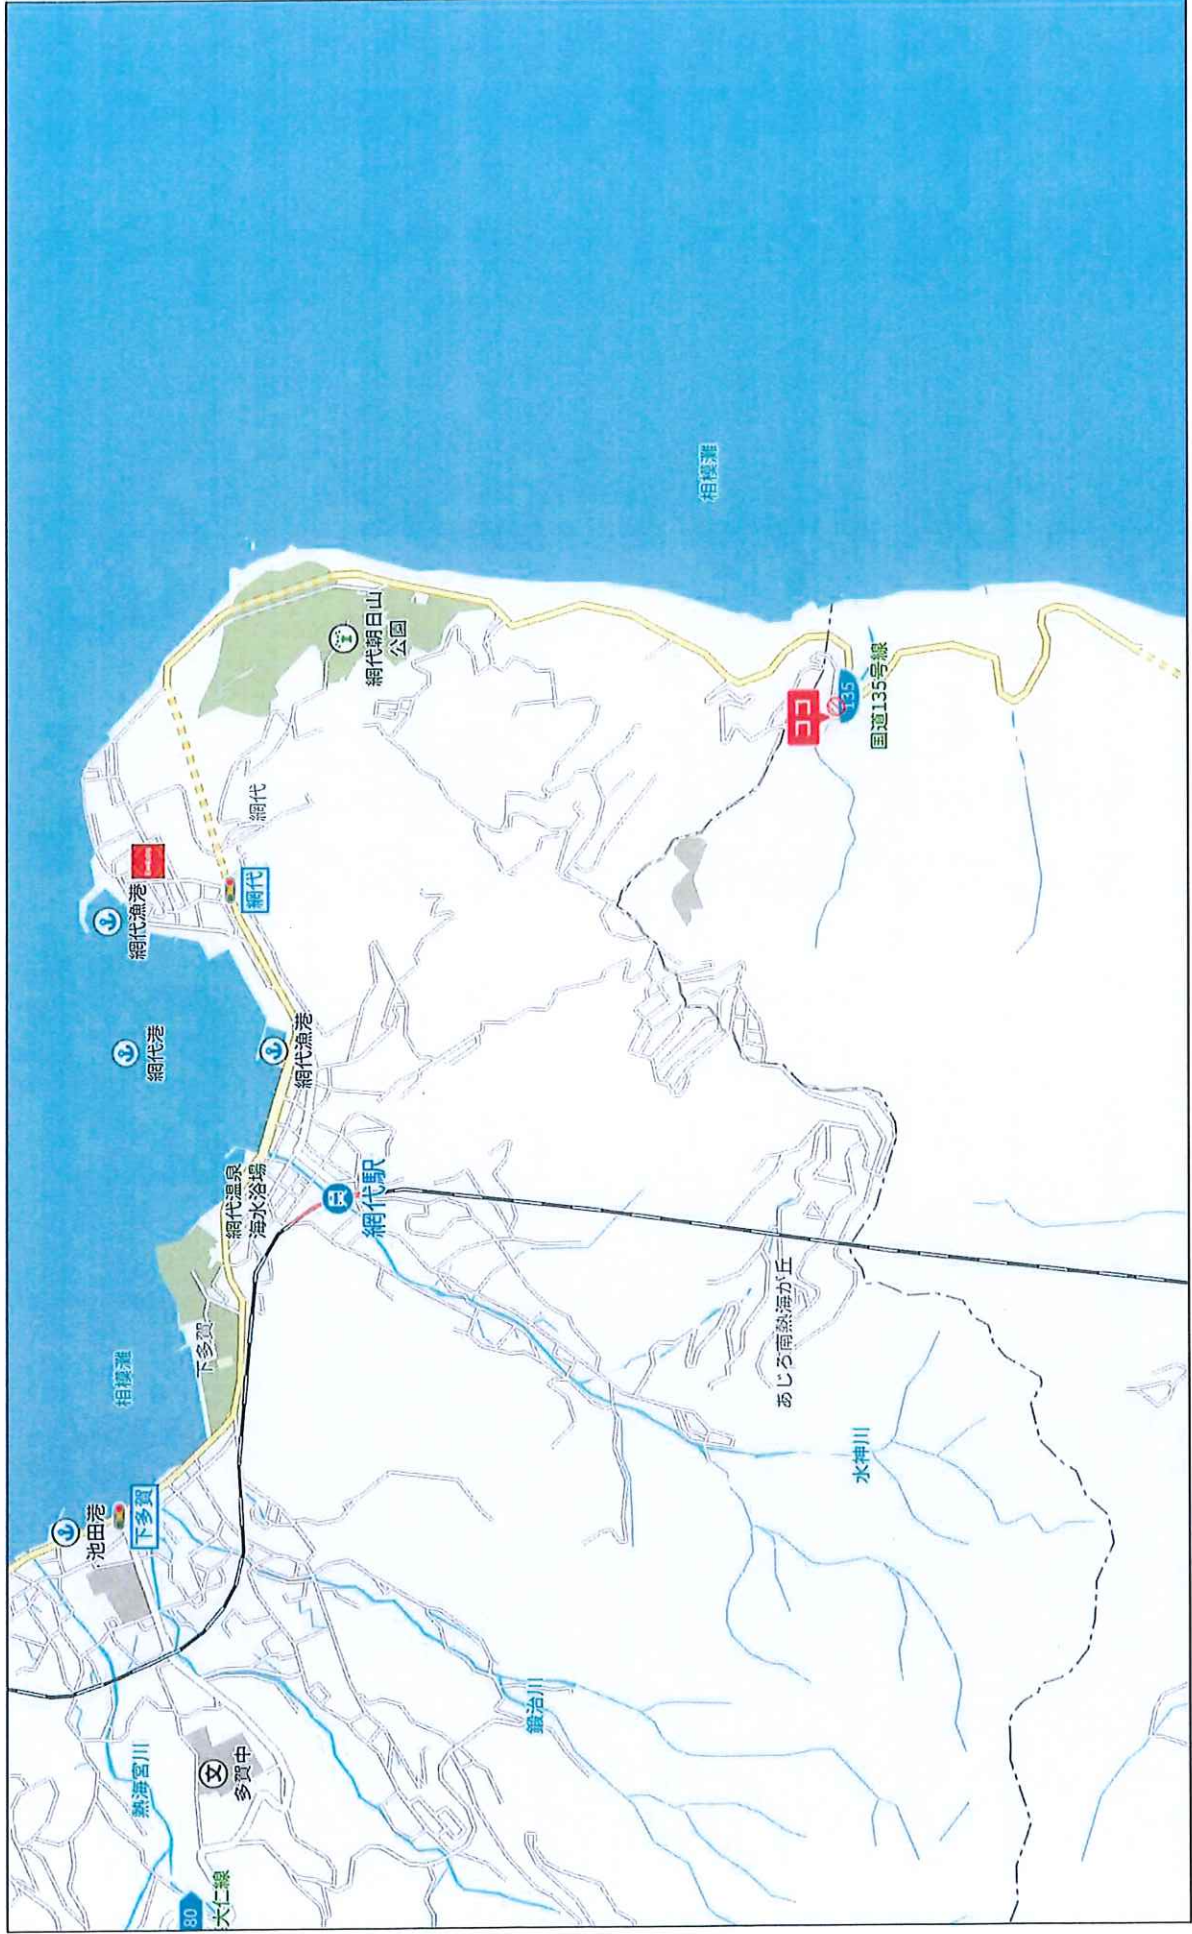 相模灘
網代漁港
網代港
網代
網代
網代漁港
網代朝日山
公園
網代温泉
海水浴場
網代駅
下多賀
相模灘
池田港
下多賀
ココ
135
国道135号線
あじろ南熱海が丘
水神川
鍛冶川
熱海宮川
多賀中
文
80
大仁線